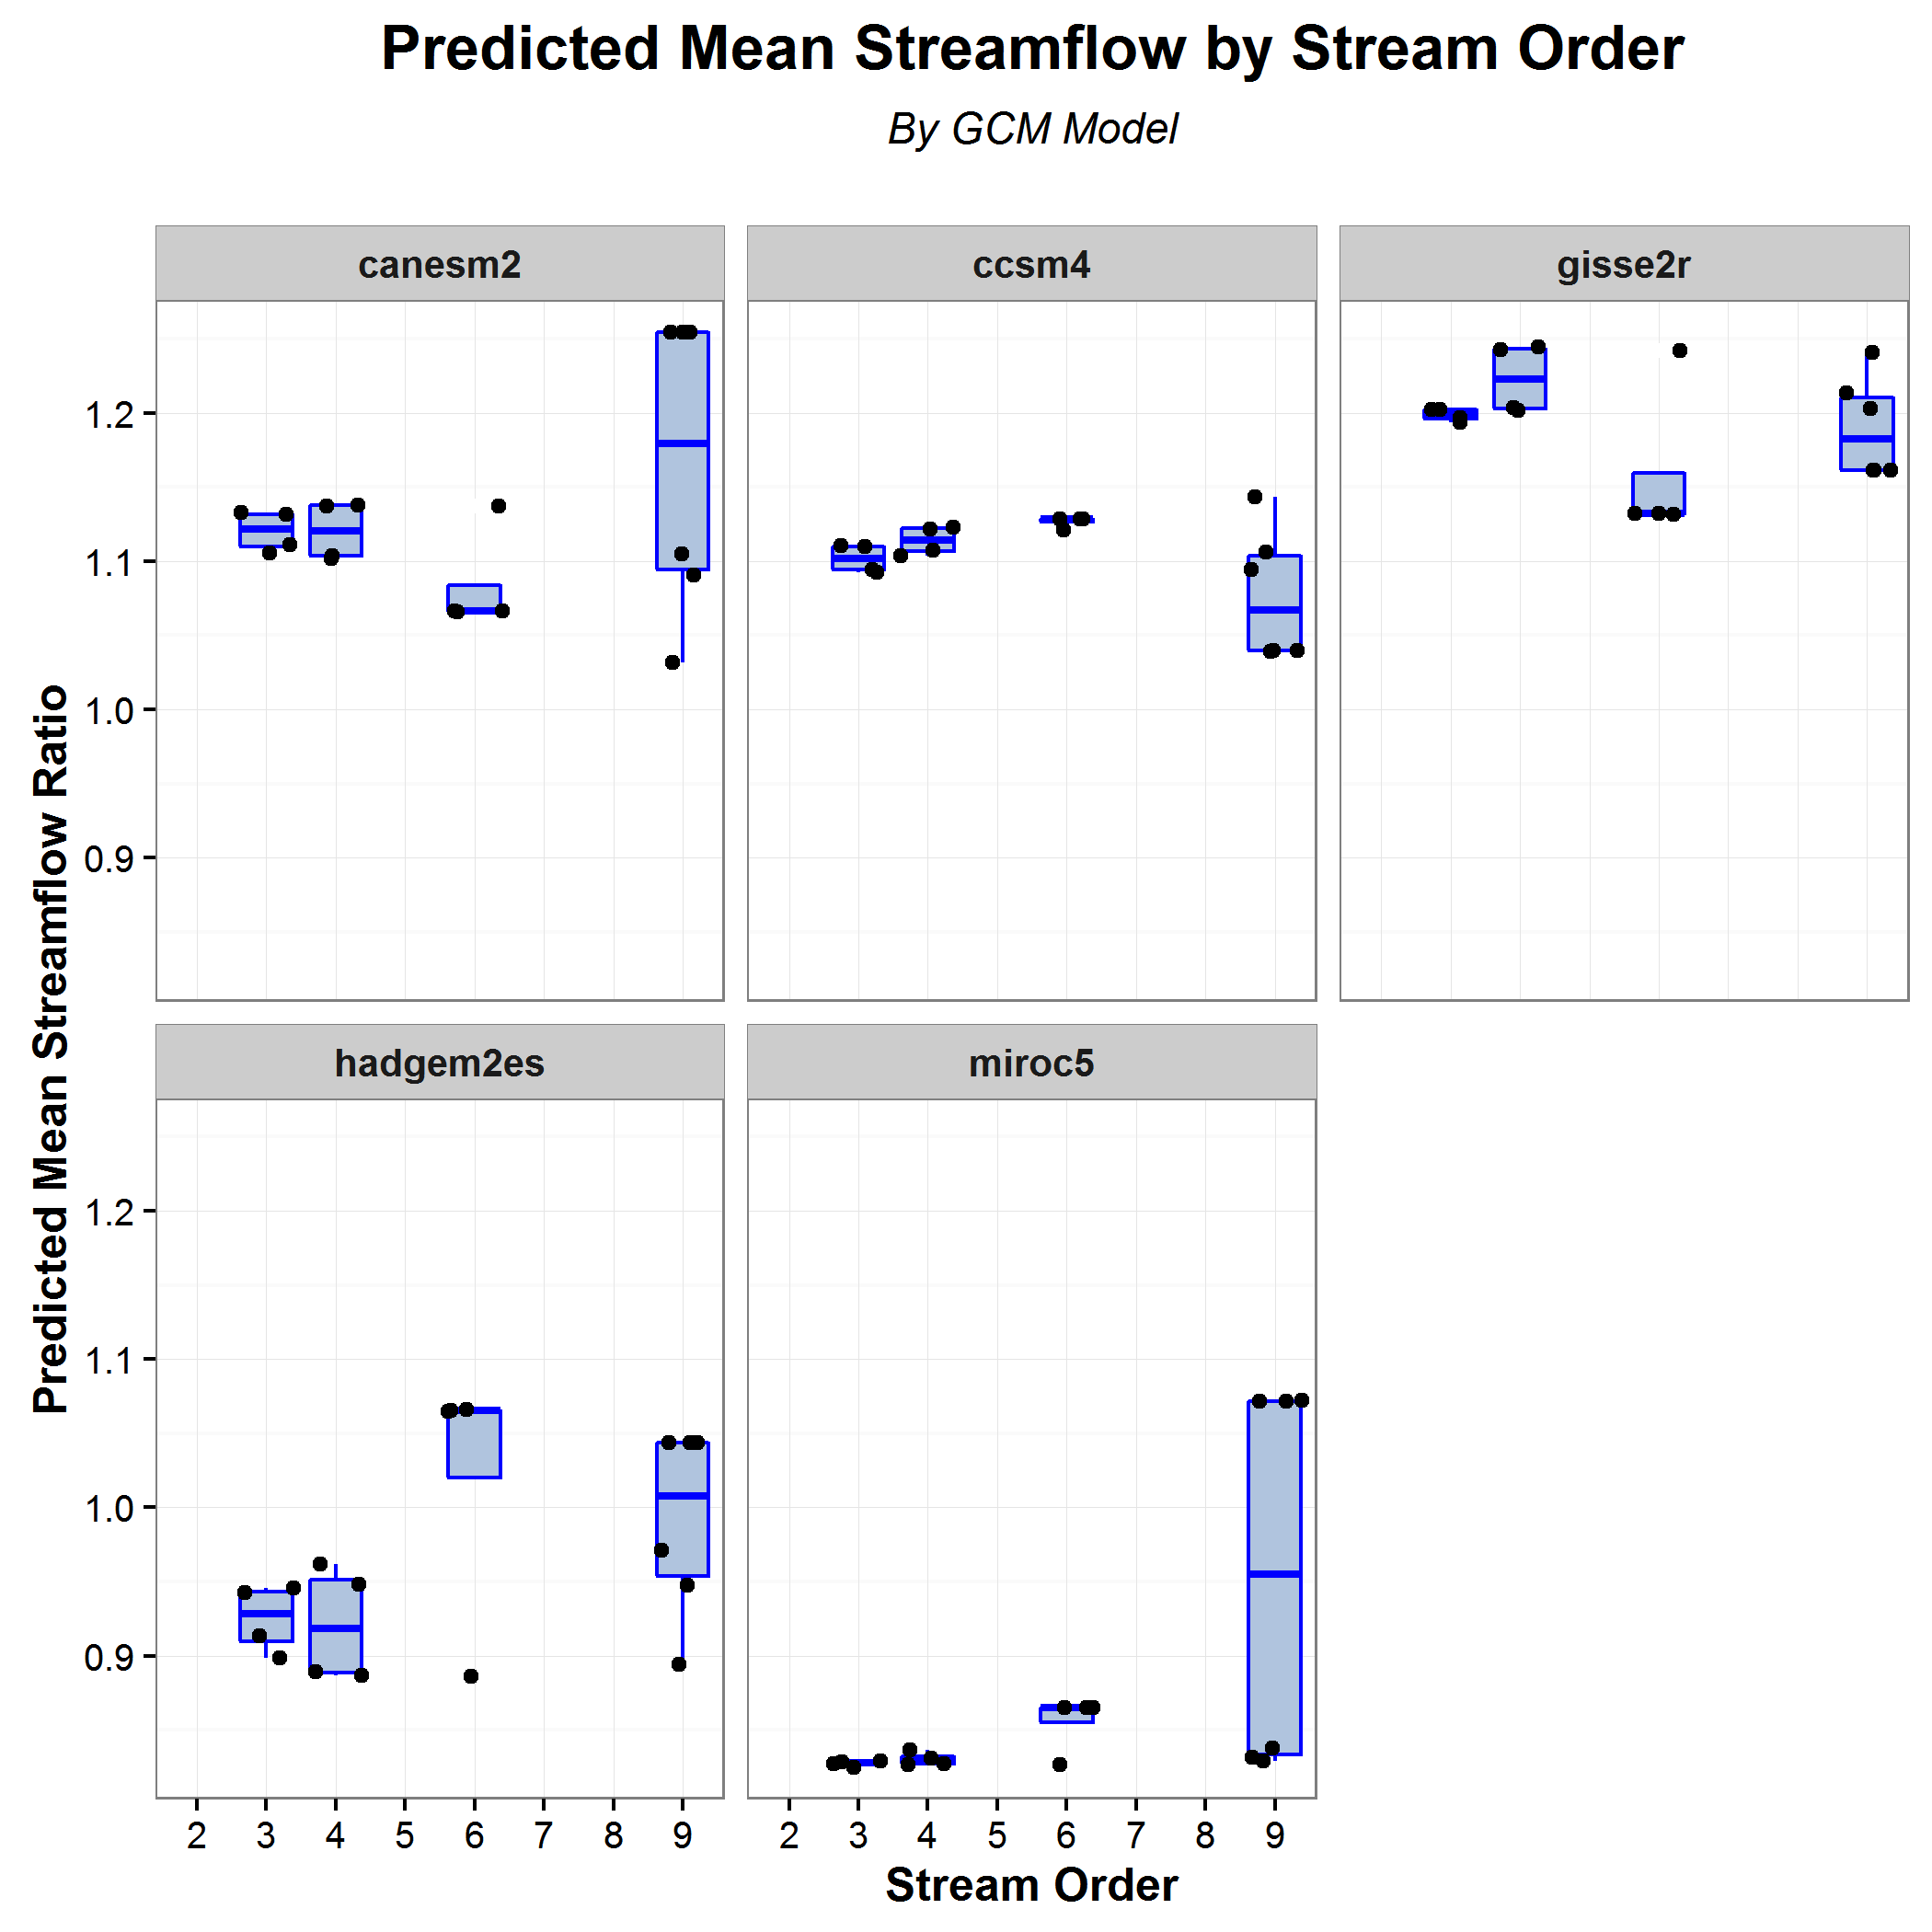 Predicted Mean Streamflow by Stream Order
By GCM Model
canesm2 ccsm4 gisse2r
1.2
1.1
1.0
0.9
Predicted Mean Streamflow Ratio
hadgem2es miroc5
1.2
1.1
1.0
0.9
2 3 4 5 6 7 8 9 2 3 4 5 6 7 8 9
Stream Order